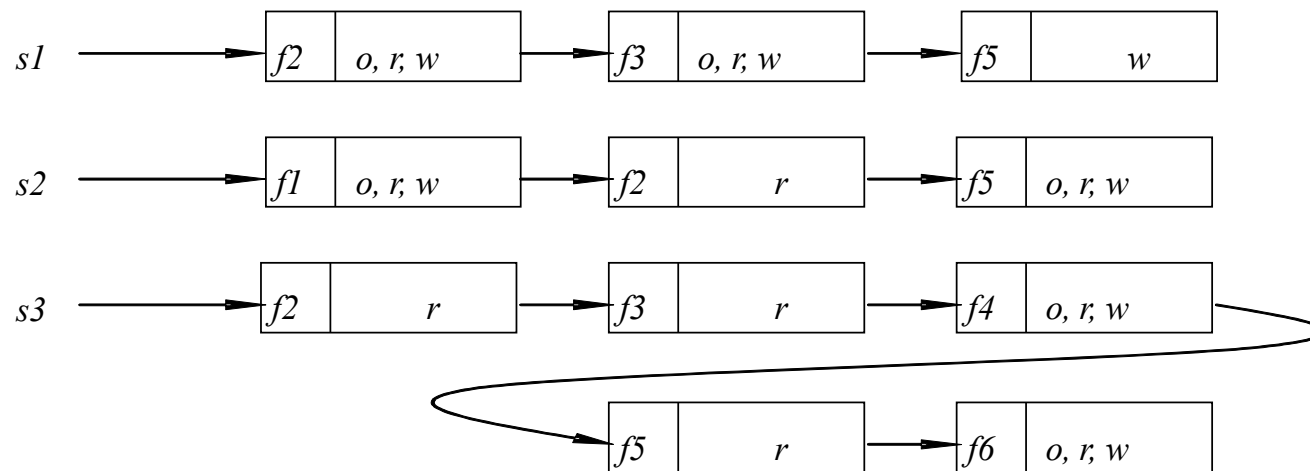 s1 f2 o, r, w f3 o, r, w f5 w
s2 f1 o, r, w f2 r f5 o, r, w
s3 f2 r f3 r f4 o, r, w
f5 r f6 o, r, w